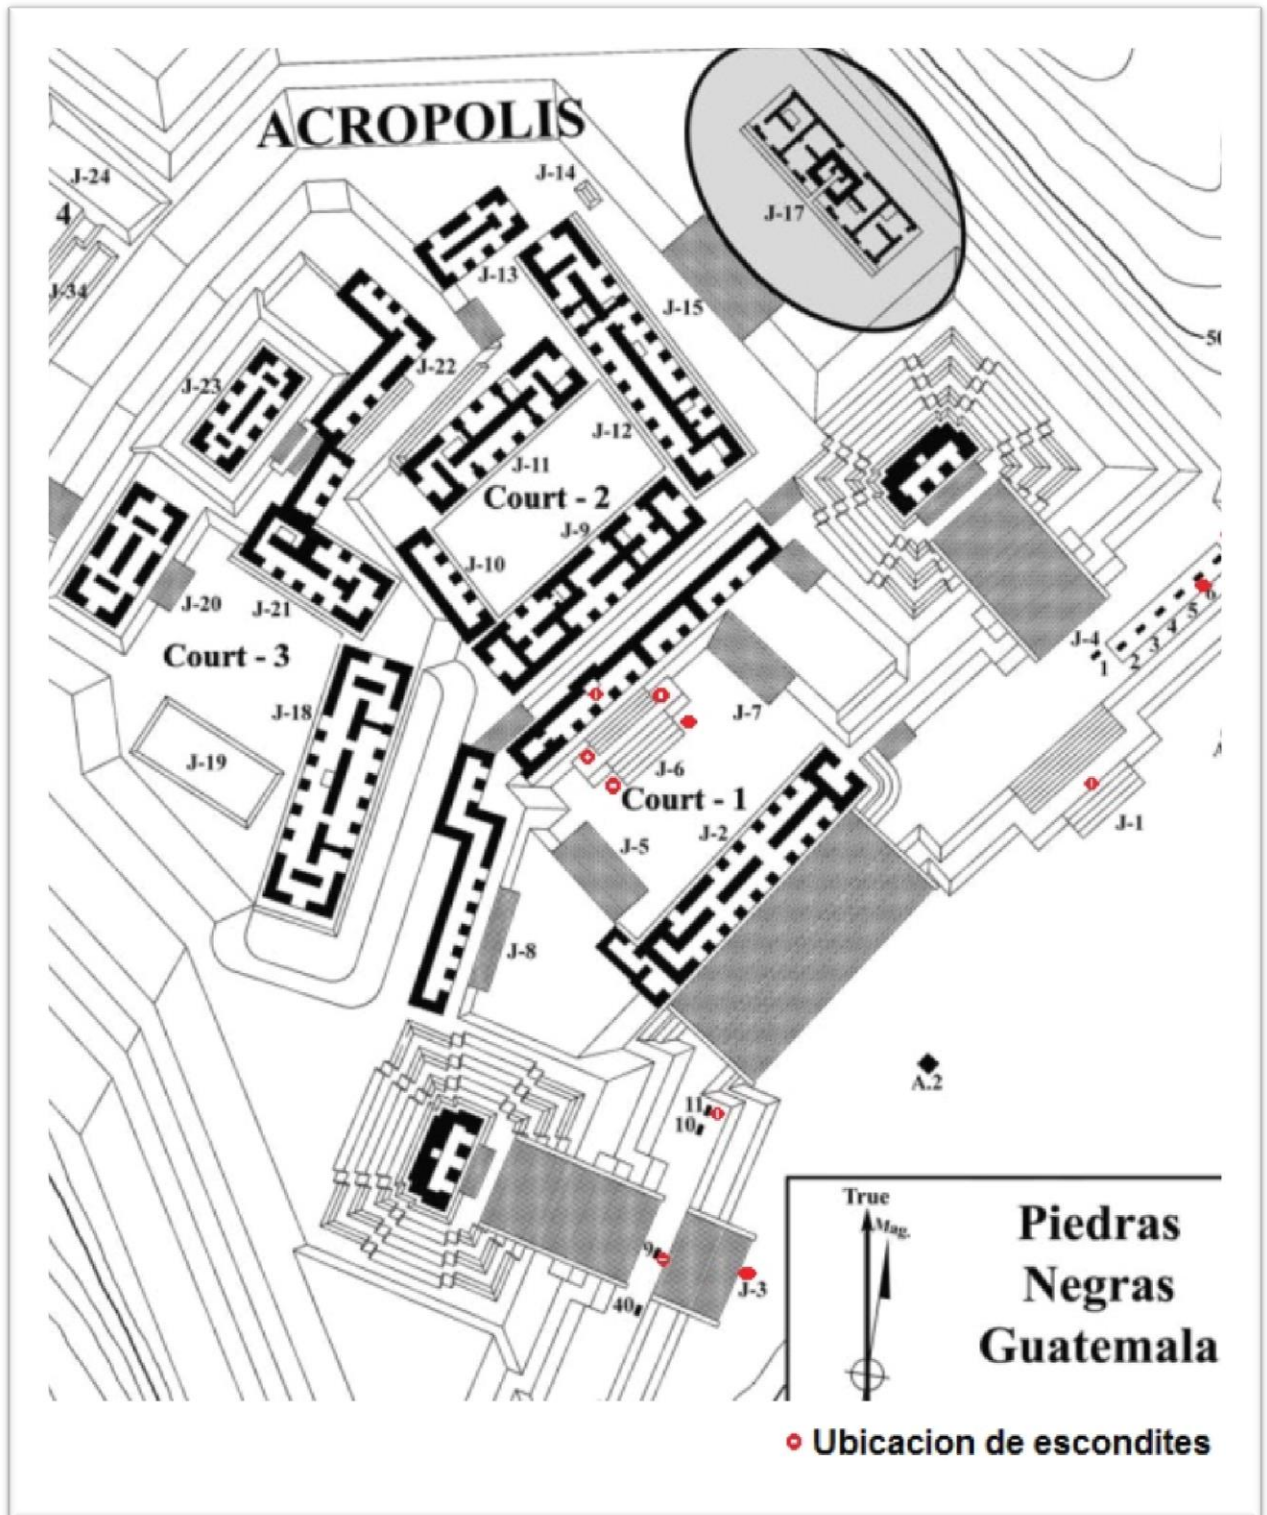 ACROPOLIS
J-24
J-14
4
J-17
J-13
J-34
J-15
J-22
J-23
J-12
J-11
Court - 2
J-9
J-10
J-20
J-21
6
5
4
3
2
1
J-4
Court - 3
J-18
J-7
J-19
J-6
Court - 1
J-2
J-1
J-5
J-8
A.2
11
10
9
J-3
40
True
Mag.
Piedras
Negras
Guatemala
Ubicacion de escondites